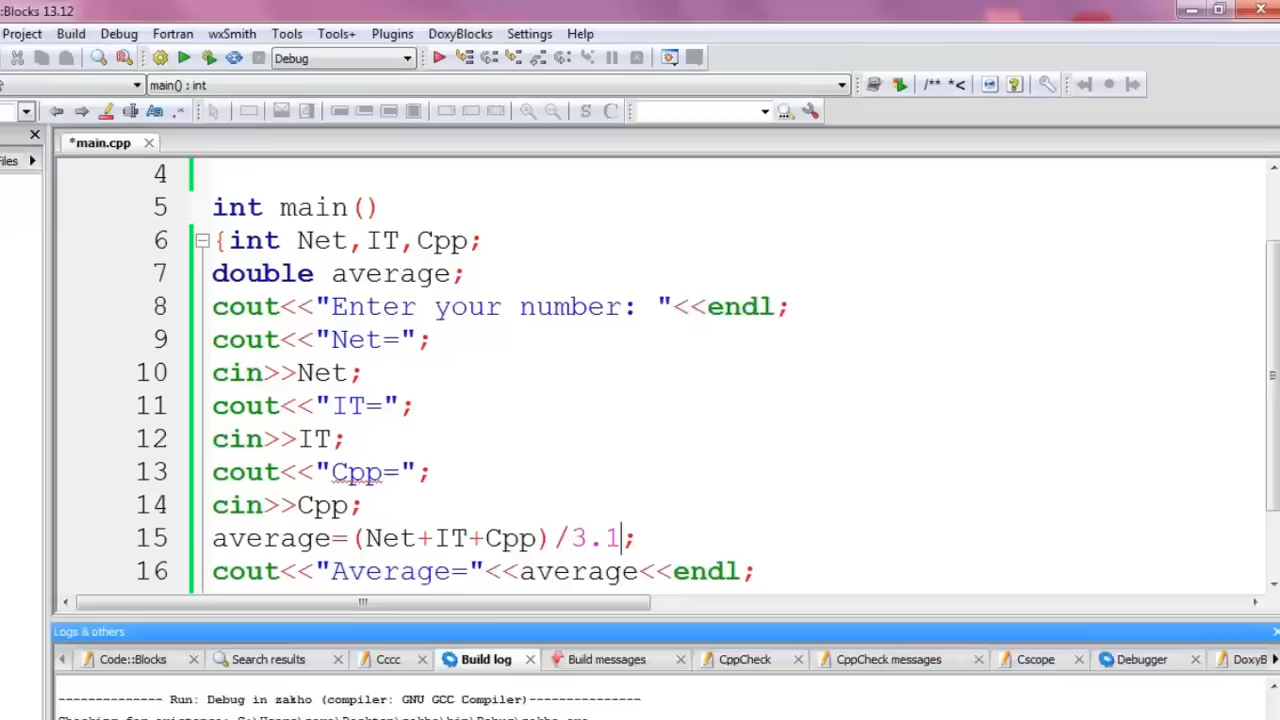 ::Blocks 13.12
Project Build Debug Fortran wxSmith Tools Tools+ Plugins DoxyBlocks Settings Help
Debug
main() : int
/** *<
S C
*main.cpp
Files
4
5 int main()
6 {int Net,IT,Cpp;
7 double average;
8 cout<<"Enter your number: "<<endl;
9 cout<<"Net=";
10 cin>>Net;
11 cout<<"IT=";
12 cin>>IT;
13 cout<<"Cpp=";
14 cin>>Cpp;
15 average=(Net+IT+Cpp)/3.1;
16 cout<<"Average="<<average<<endl;
Logs & others
Code::Blocks Search results Cccc Build log Build messages CppCheck CppCheck messages Cscope Debugger DoxyB
-------------- Run: Debug in zakho (compiler: GNU GCC Compiler)---------------